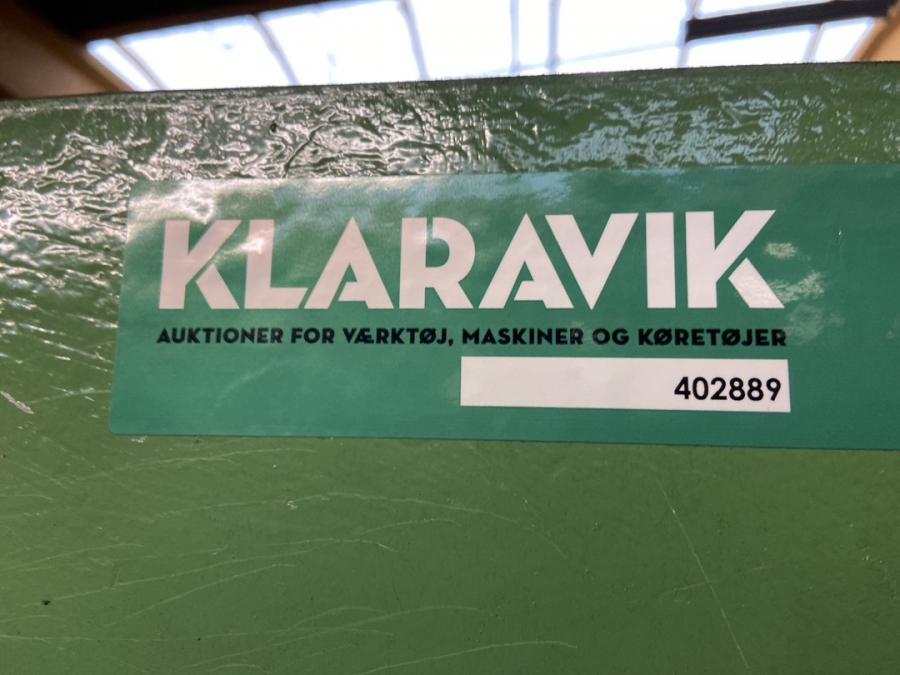 KLARAVIK
AUKTIONER FOR VÆRKTØJ, MASKINER OG KØRETØJER
402889